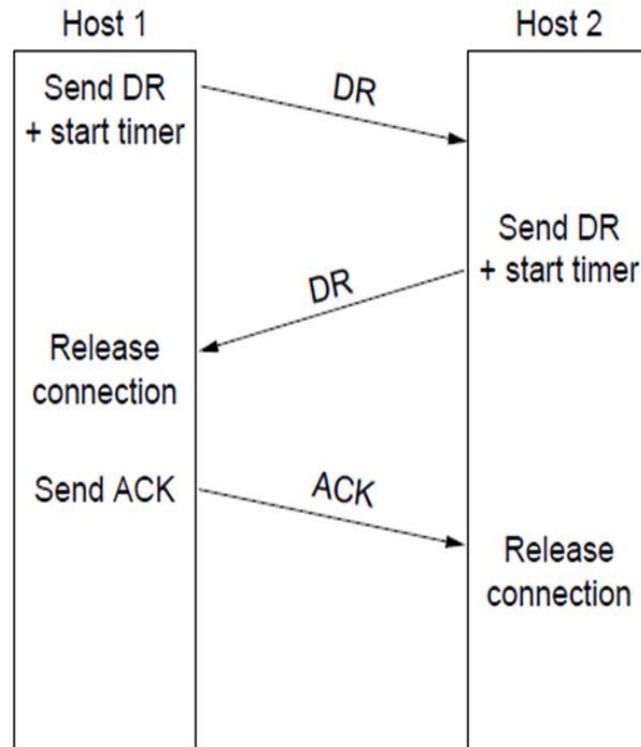 Host 1
Host 2
Send DR
+ start timer
DR
Send DR
+ start timer
DR
Release
connection
Send ACK
ACK
Release
connection